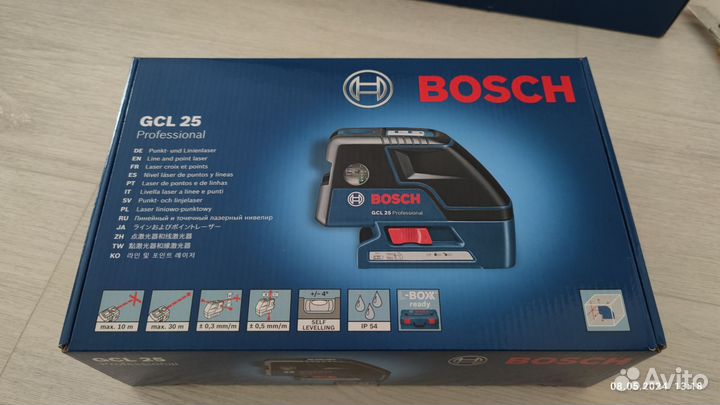 BOSCH
GCL 25
Professional
DE Punkt- und Linienlaser
EN Line and point laser
FR Laser croix et points
ES Nivel láser de puntos y líneas
PT Laser de pontos e de linhas
IT Livella laser a linee e punti
SV Punkt- och linjelaser
PL Laser liniowo-punktowy
RU Линейный и точечный лазерный нивелир
JA ラインおよびポイントレーザー
ZH 点激光器和线激光器
TW 點激光器和線激光器
KO 라인 및 포인트 레이저
BOSCH
GCL 25 Professional
max. 10 m
max. 30 m
± 0,3 mm/m
± 0,5 mm/m
+/- 4°
SELF
LEVELLING
IP 54
L-BOXX
ready
GCL 25
Professional
BOSCH
Avito
08.05.2024 13:18